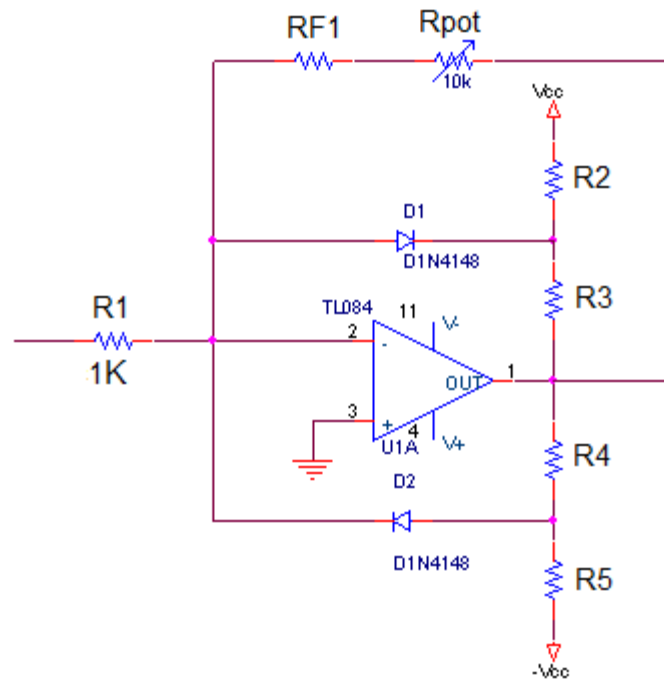 RF1
Rpot
10k
Vcc
R2
D1
D1N4148
R3
R1
1K
TL084
11
V-
2
-
OUT
1
3
+
4
V+
U1A
R4
D2
D1N4148
R5
-Vcc